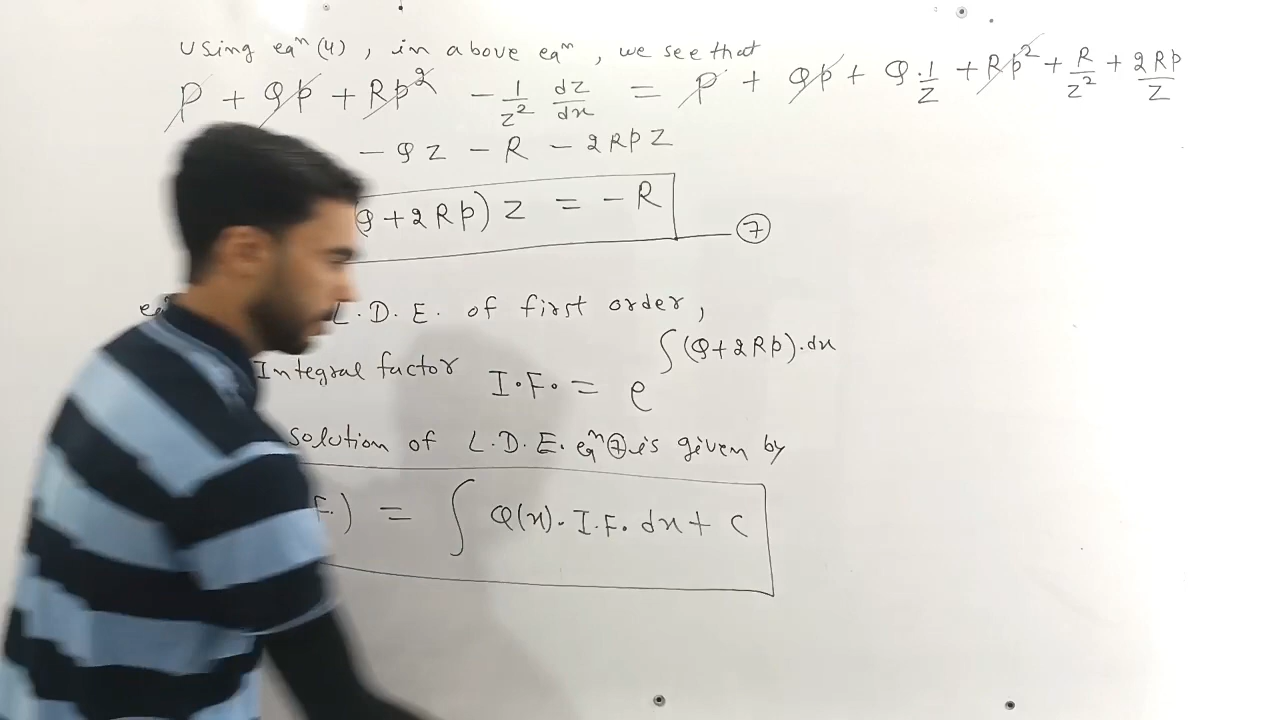 Using eqⁿ (4), in above eqⁿ, we see that
P + Qp + Rp² - 1/z² dz/dx = P + Qp + Q·1/z + Rp² + R/z² + 2Rp/z
- Qz - R - 2Rpz
(Q+2Rp) z = -R ⑦
L.D.E. of first order,
Integral factor I.F. = e^∫(Q+2Rp)·dx
solution of L.D.E. eqⁿ ⑦ is given by
F.) = ∫ Q(x)·I.F. dx + c